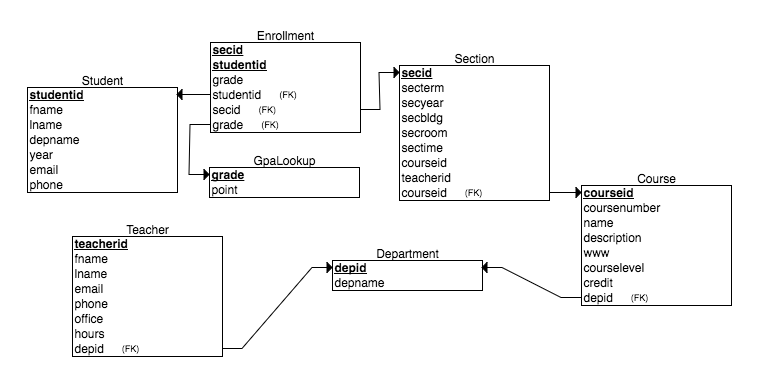 Enrollment
secid
studentid
grade
studentid (FK)
secid (FK)
grade (FK)
Section
secid
secterm
secyear
secbldg
secroom
sectime
courseid
teacherid
courseid (FK)
Student
studentid
fname
lname
depname
year
email
phone
GpaLookup
grade
point
Course
courseid
coursenumber
name
description
www
courselevel
credit
depid (FK)
Teacher
teacherid
fname
lname
email
phone
office
hours
depid (FK)
Department
depid
depname